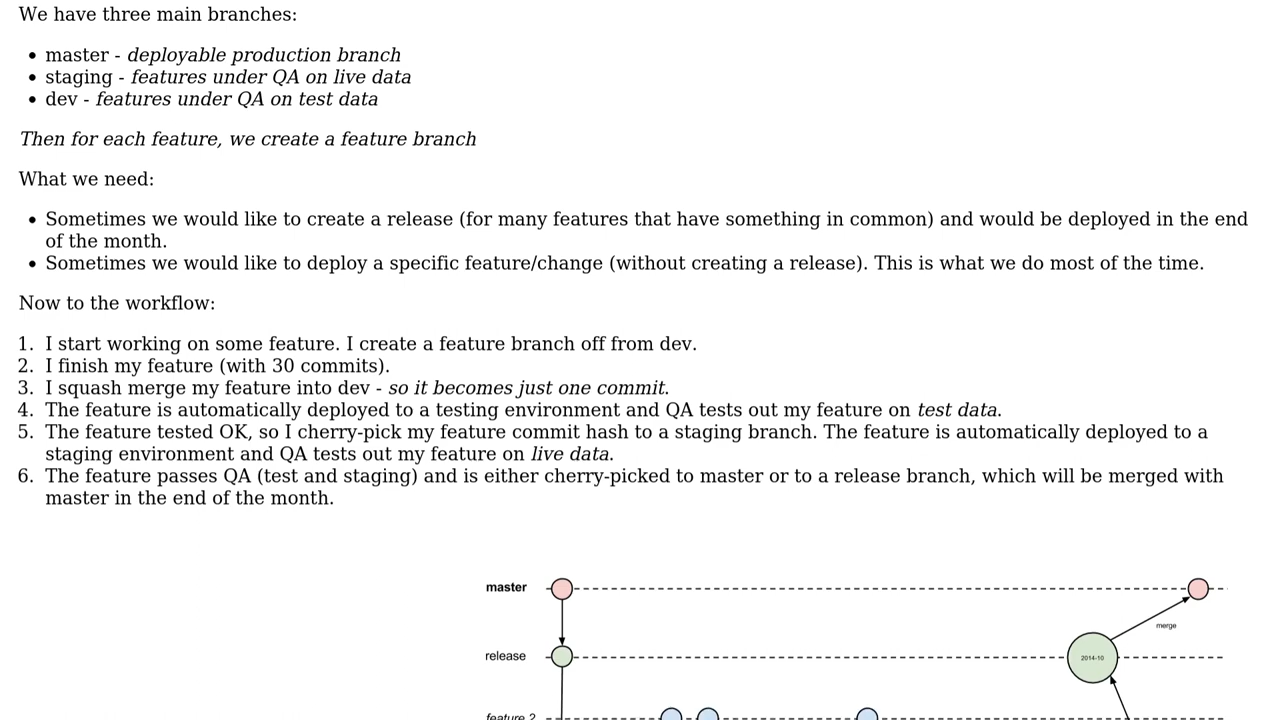 We have three main branches:
• master - deployable production branch
• staging - features under QA on live data
• dev - features under QA on test data
Then for each feature, we create a feature branch
What we need:
• Sometimes we would like to create a release (for many features that have something in common) and would be deployed in the end
of the month.
• Sometimes we would like to deploy a specific feature/change (without creating a release). This is what we do most of the time.
Now to the workflow:
1. I start working on some feature. I create a feature branch off from dev.
2. I finish my feature (with 30 commits).
3. I squash merge my feature into dev - so it becomes just one commit.
4. The feature is automatically deployed to a testing environment and QA tests out my feature on test data.
5. The feature tested OK, so I cherry-pick my feature commit hash to a staging branch. The feature is automatically deployed to a
staging environment and QA tests out my feature on live data.
6. The feature passes QA (test and staging) and is either cherry-picked to master or to a release branch, which will be merged with
master in the end of the month.
master
merge
release
2014-10
feature 2